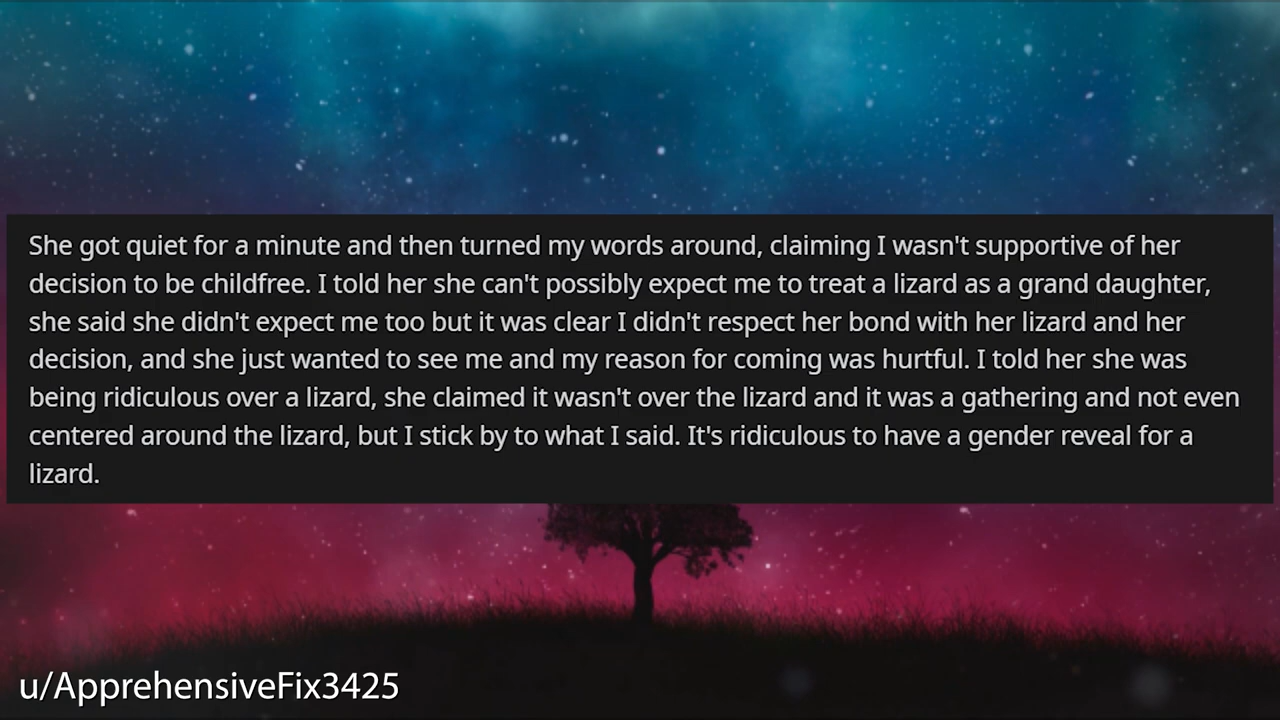 She got quiet for a minute and then turned my words around, claiming I wasn't supportive of her
decision to be childfree. I told her she can't possibly expect me to treat a lizard as a grand daughter,
she said she didn't expect me too but it was clear I didn't respect her bond with her lizard and her
decision, and she just wanted to see me and my reason for coming was hurtful. I told her she was
being ridiculous over a lizard, she claimed it wasn't over the lizard and it was a gathering and not even
centered around the lizard, but I stick by to what I said. It's ridiculous to have a gender reveal for a
lizard.
u/ApprehensiveFix3425